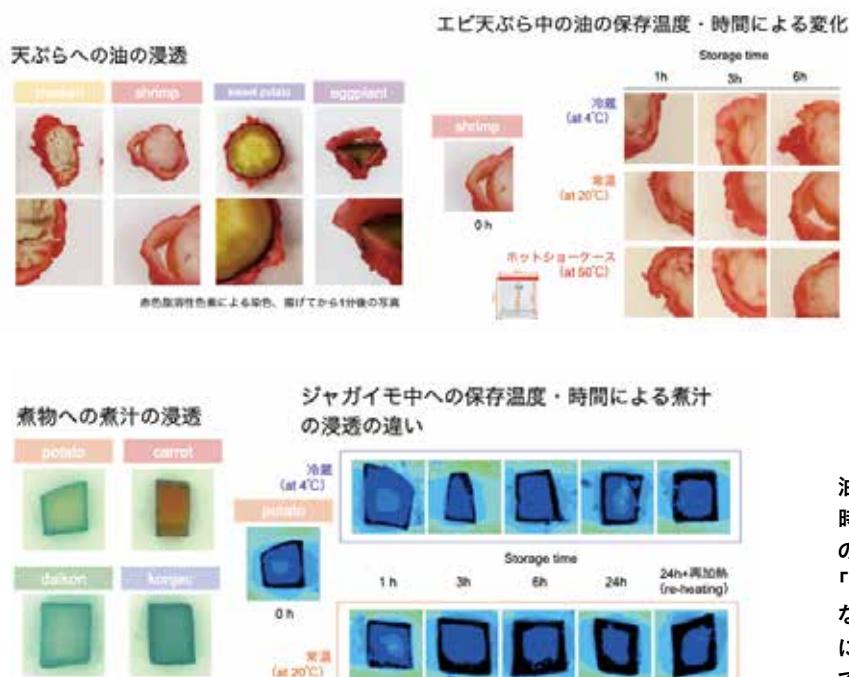 天ぷらへの油の浸透
chicken
shrimp
sweet potato
eggplant
赤色脂溶性色素による染色、揚げてから1分後の写真
エビ天ぷら中の油の保存温度・時間による変化
Storage time
1h
3h
6h
shrimp
0 h
冷蔵
(at 4℃)
常温
(at 20℃)
ホットショーケース
(at 50℃)
煮物への煮汁の浸透
potato
carrot
daikon
konjac
ジャガイモ中への保存温度・時間による煮汁
の浸透の違い
冷蔵
(at 4℃)
potato
0 h
Storage time
1 h
3h
6h
24h
24h+再加熱
(re-heating)
常温
(at 20℃)
油
時
の
「
な
に